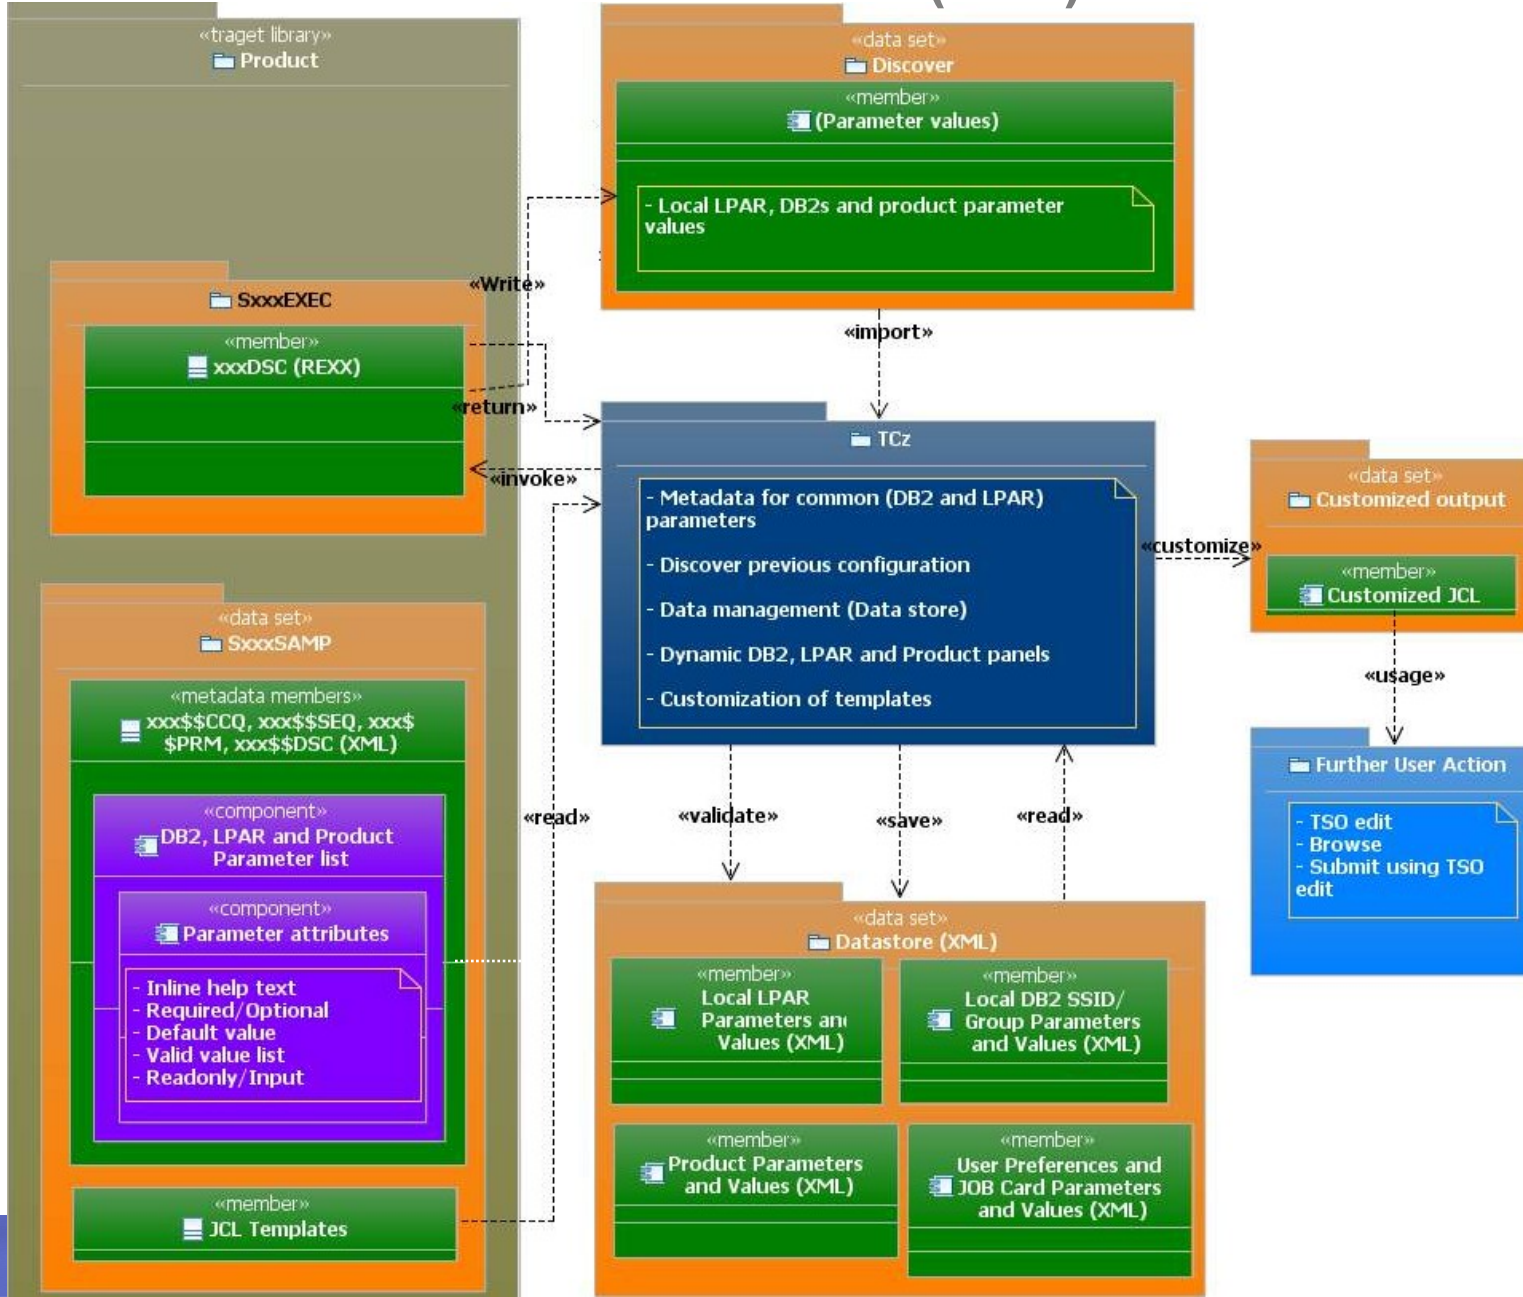 «traget library»
Product
SxxxEXEC
«member»
xxxDSC (REXX)
«data set»
SxxxSAMP
«metadata members»
xxx$$CCQ, xxx$$SEQ, xxx$
$PRM, xxx$$DSC (XML)
«component»
DB2, LPAR and Product
Parameter list
«component»
Parameter attributes
- Inline help text
- Required/Optional
- Default value
- Valid value list
- Readonly/Input
«member»
JCL Templates
«Write»
«return»
«invoke»
«read»
«data set»
Discover
«member»
(Parameter values)
- Local LPAR, DB2s and product parameter
values
«import»
TCz
- Metadata for common (DB2 and LPAR)
parameters
- Discover previous configuration
- Data management (Data store)
- Dynamic DB2, LPAR and Product panels
- Customization of templates
«validate»
«save»
«read»
«data set»
Datastore (XML)
«member»
Local LPAR
Parameters and
Values (XML)
«member»
Local DB2 SSID/
Group Parameters
and Values (XML)
«member»
Product Parameters
and Values (XML)
«member»
User Preferences and
JOB Card Parameters
and Values (XML)
«customize»
«data set»
Customized output
«member»
Customized JCL
«usage»
Further User Action
- TSO edit
- Browse
- Submit using TSO
edit